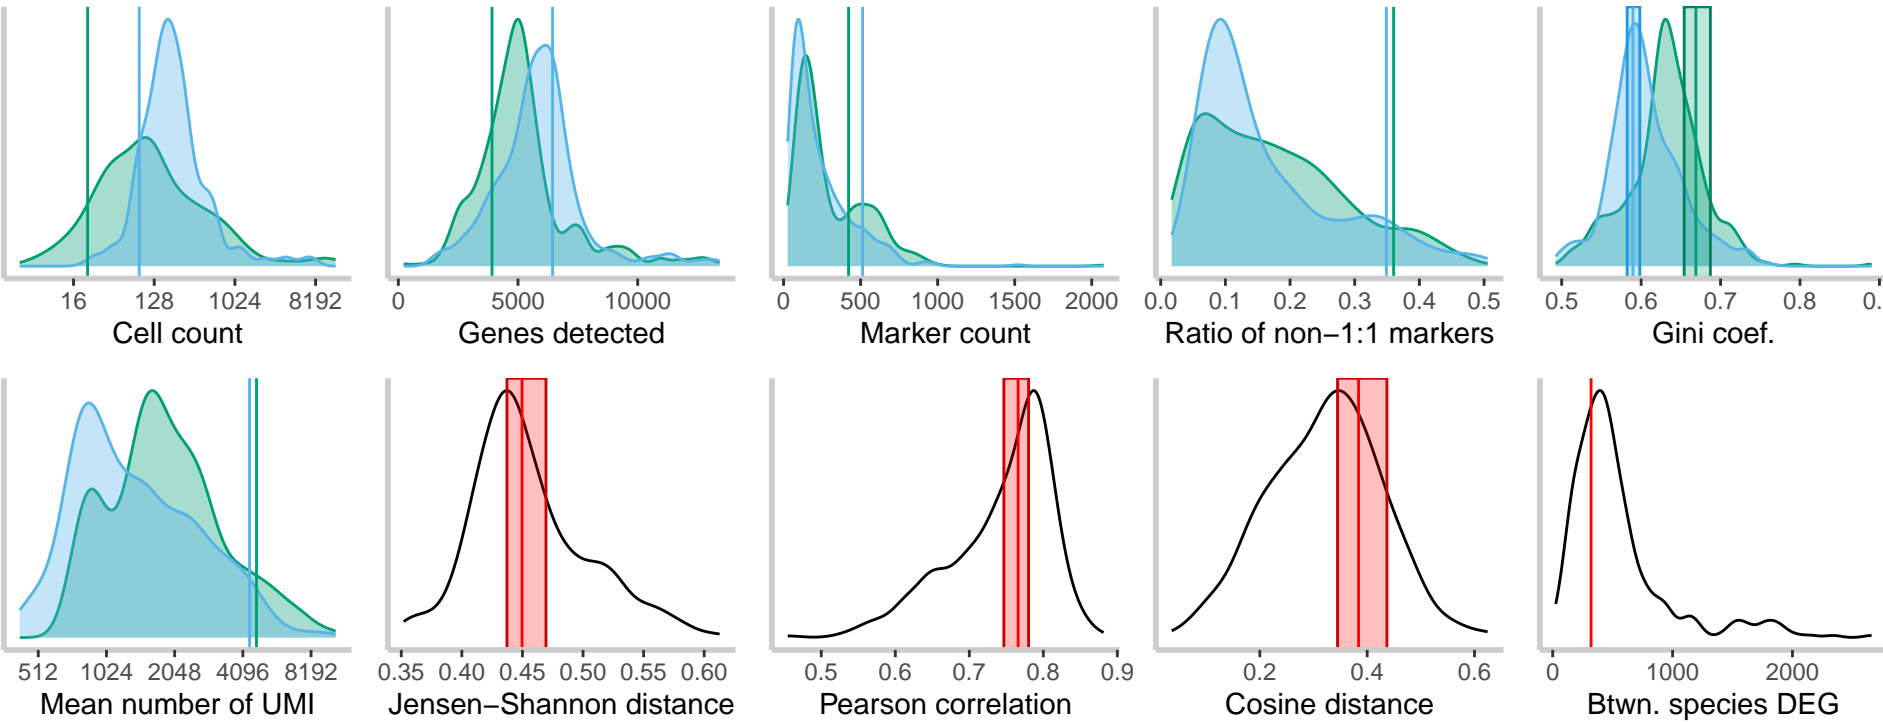 16 128 1024 8192
Cell count
0 5000 10000
Genes detected
0 500 1000 1500 2000
Marker count
0.0 0.1 0.2 0.3 0.4 0.5
Ratio of non−1:1 markers
0.5 0.6 0.7 0.8 0.
Gini coef.
512 1024 2048 4096 8192
Mean number of UMI
0.35 0.40 0.45 0.50 0.55 0.60
Jensen−Shannon distance
0.5 0.6 0.7 0.8 0.9
Pearson correlation
0.2 0.4 0.6
Cosine distance
0 1000 2000
Btwn. species DEG